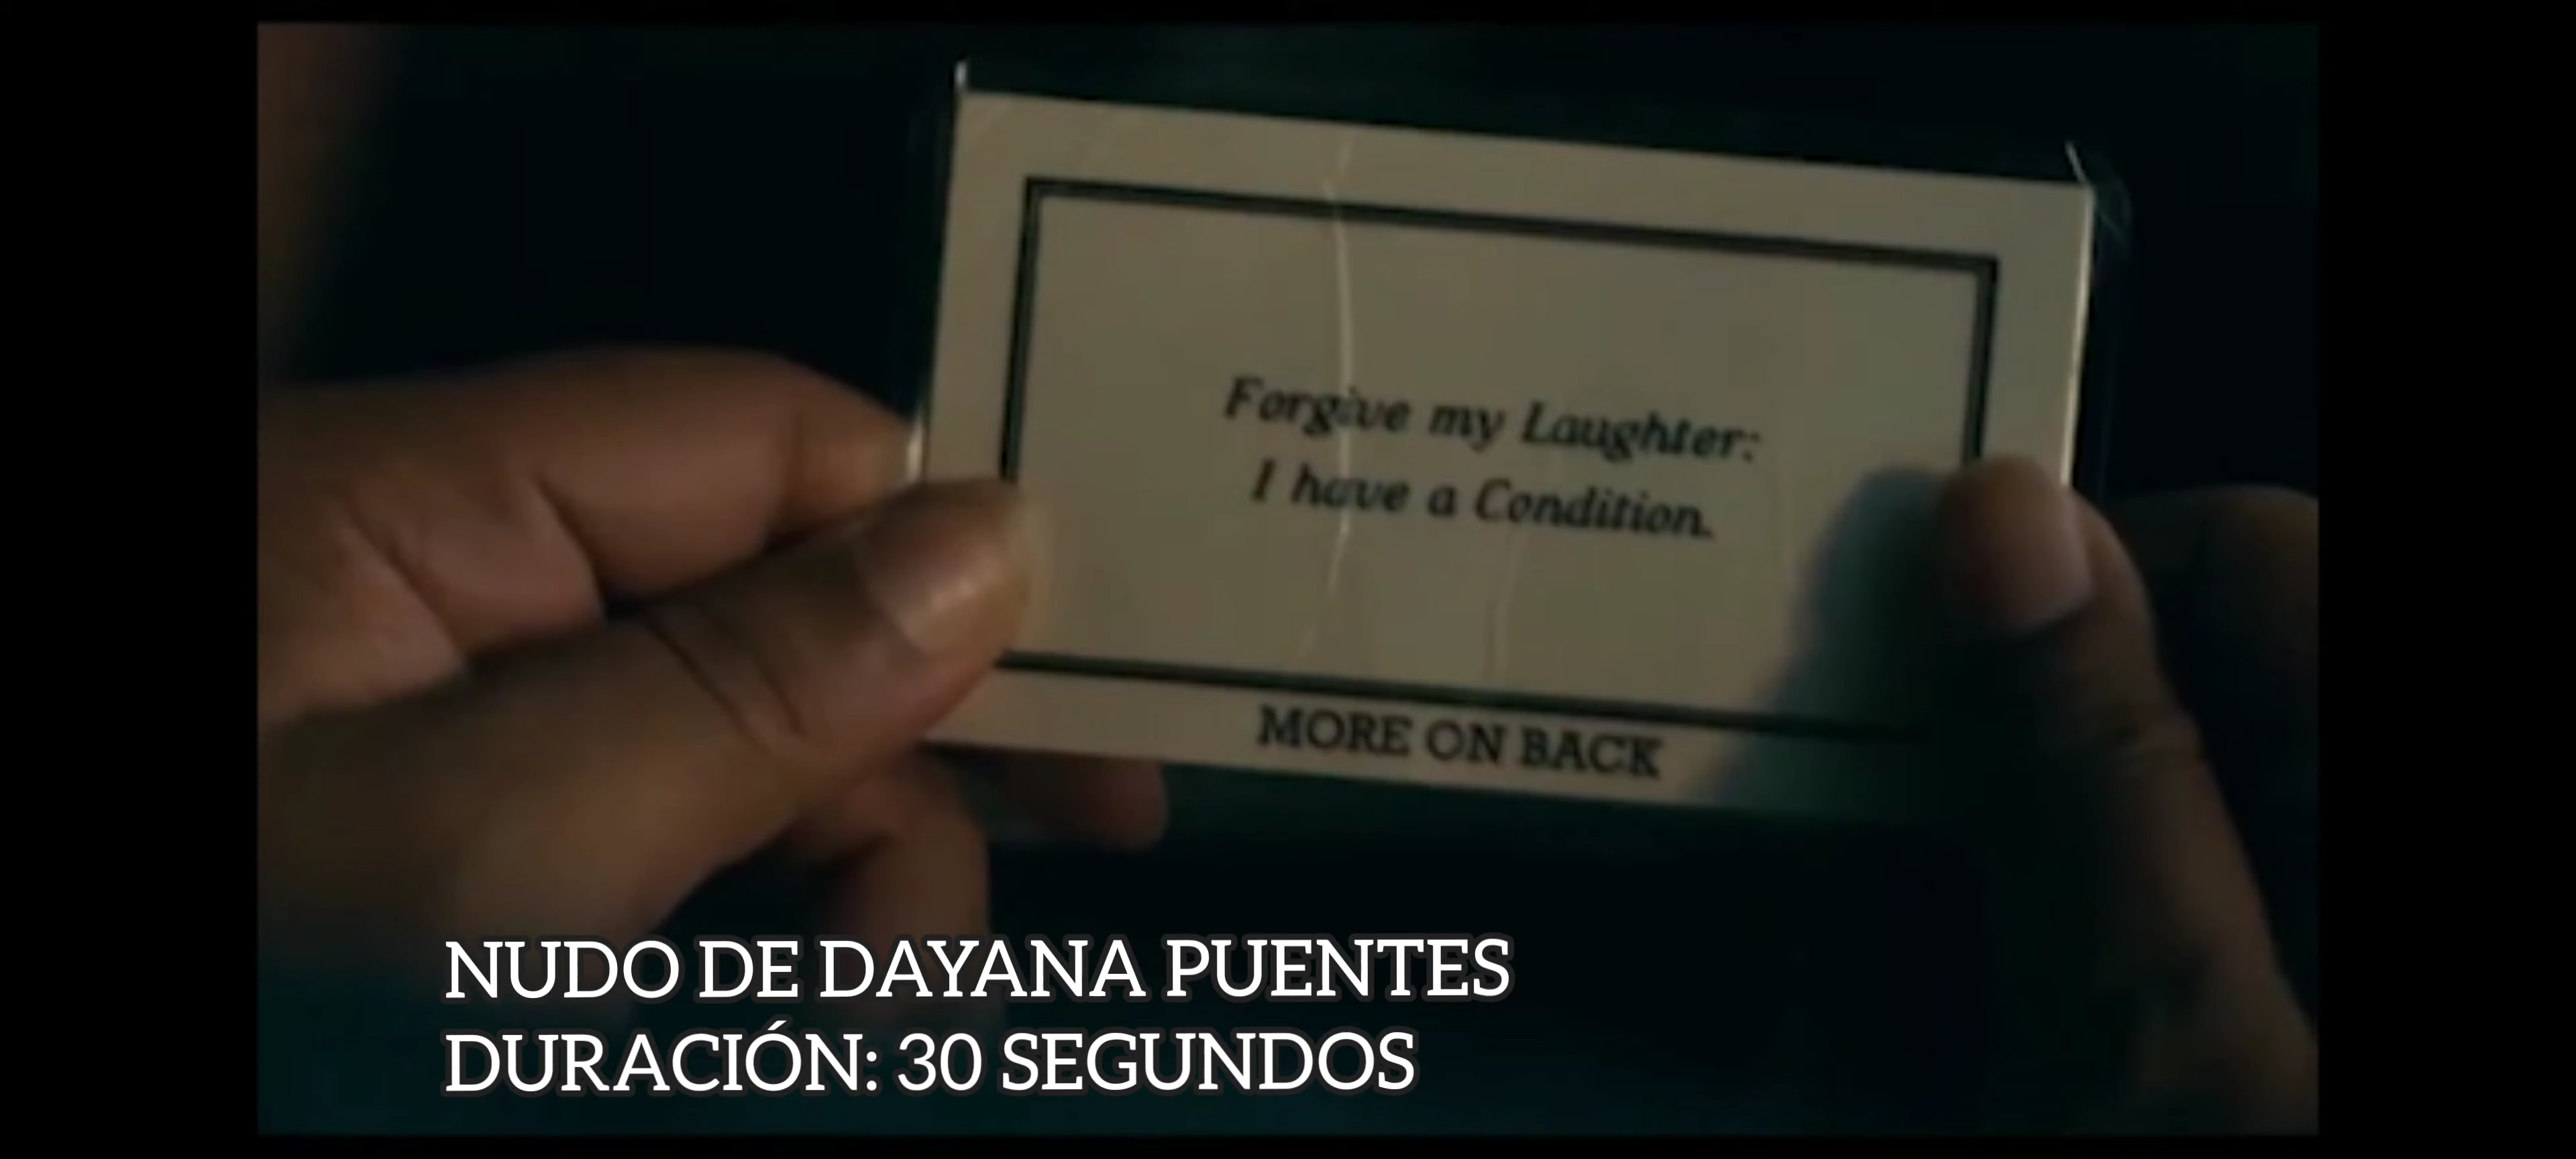 Forgive my Laughter:
I have a Condition.
MORE ON BACK
NUDO DE DAYANA PUENTES
DURACIÓN: 30 SEGUNDOS